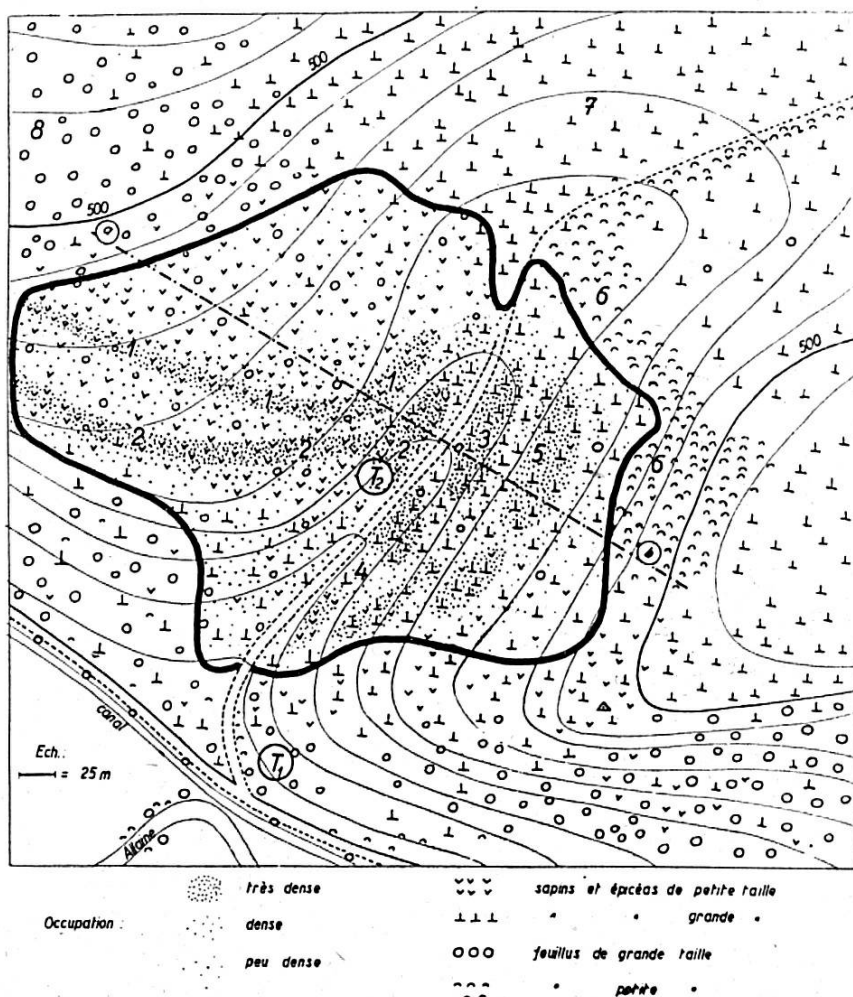 500
7
8
500
6
500
1
1
1
3
2
2
2
5
6
T2
4
T1
canal
Ech.:
= 25 m
Allaine
Occupation :
très dense
dense
peu dense
sapins et épicéas de petite taille
" " grande "
feuillus de grande taille
" petite "